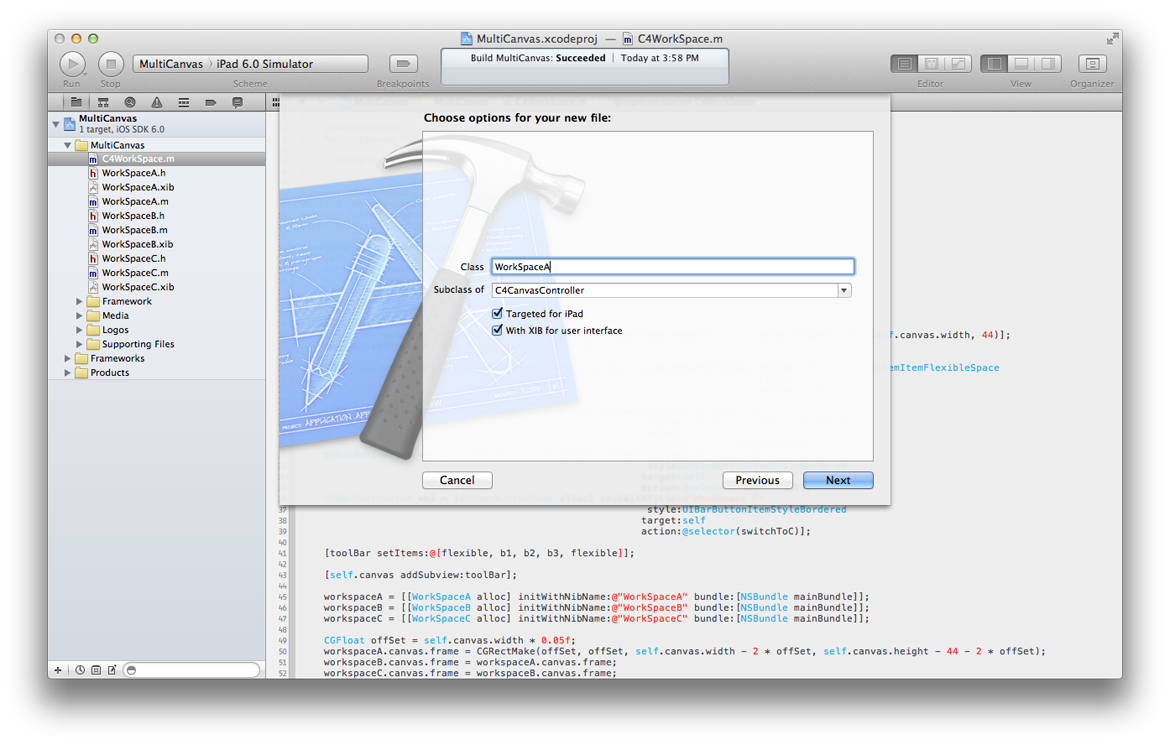 MultiCanvas.xcodeproj — C4WorkSpace.m
MultiCanvas 〉 iPad 6.0 Simulator
Build MultiCanvas: Succeeded | Today at 3:58 PM
Run Stop Scheme Breakpoints Editor View Organizer
MultiCanvas
1 target, iOS SDK 6.0
MultiCanvas
C4WorkSpace.m
WorkSpaceA.h
WorkSpaceA.xib
WorkSpaceA.m
WorkSpaceB.h
WorkSpaceB.m
WorkSpaceB.xib
WorkSpaceC.h
WorkSpaceC.m
WorkSpaceC.xib
Framework
Media
Logos
Supporting Files
Frameworks
Products
Choose options for your new file:
Class WorkSpaceA
Subclass of C4CanvasController
Targeted for iPad
With XIB for user interface
Cancel Previous Next
.canvas.width, 44)];
mItemFlexibleSpace
37 style:UIBarButtonItemStyleBordered
38 target:self
39 action:@selector(switchToC)];
40
41 [toolBar setItems:@[flexible, b1, b2, b3, flexible]];
42
43 [self.canvas addSubview:toolBar];
44
45 workspaceA = [[WorkSpaceA alloc] initWithNibName:@"WorkSpaceA" bundle:[NSBundle mainBundle]];
46 workspaceB = [[WorkSpaceB alloc] initWithNibName:@"WorkSpaceB" bundle:[NSBundle mainBundle]];
47 workspaceC = [[WorkSpaceC alloc] initWithNibName:@"WorkSpaceC" bundle:[NSBundle mainBundle]];
48
49 CGFloat offSet = self.canvas.width * 0.05f;
50 workspaceA.canvas.frame = CGRectMake(offSet, offSet, self.canvas.width - 2 * offSet, self.canvas.height - 44 - 2 * offSet);
51 workspaceB.canvas.frame = workspaceA.canvas.frame;
52 workspaceC.canvas.frame = workspaceB.canvas.frame;